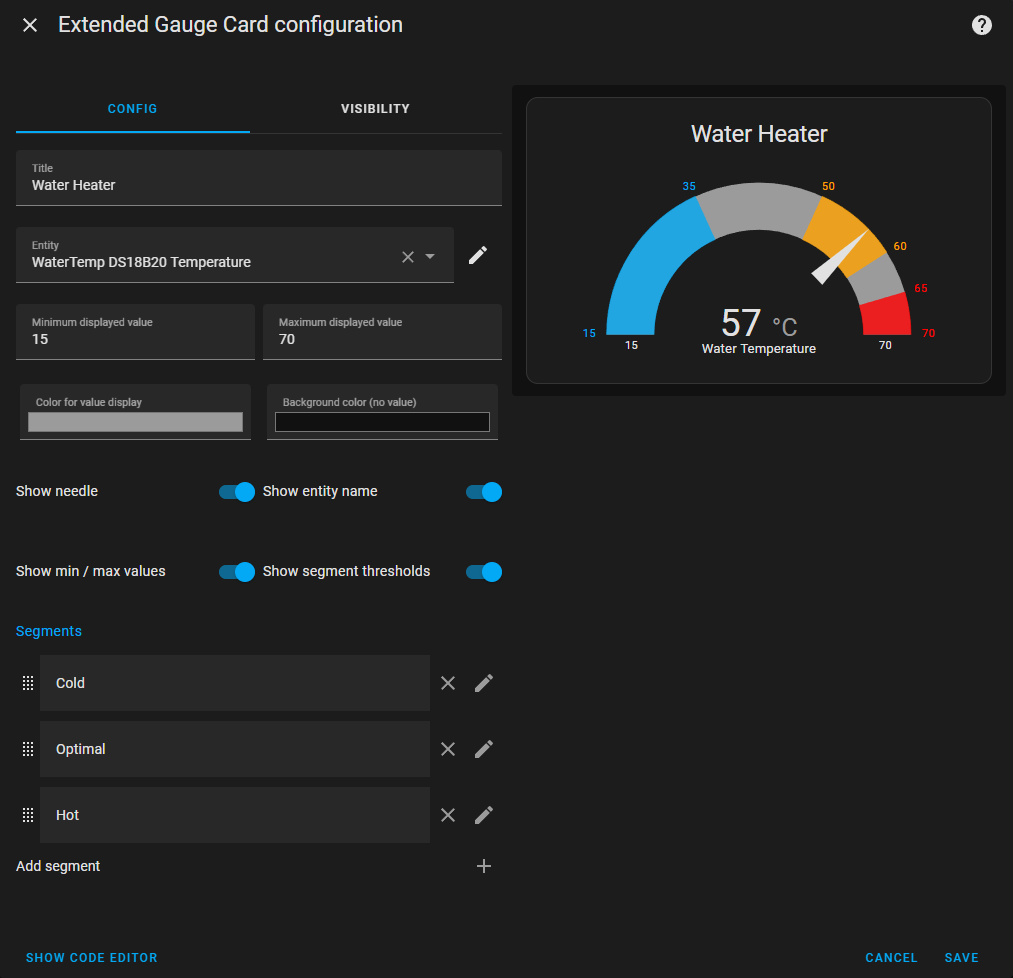 Extended Gauge Card configuration
CONFIG
VISIBILITY
Title
Water Heater
Entity
WaterTemp DS18B20 Temperature
Minimum displayed value
15
Maximum displayed value
70
Color for value display
Background color (no value)
Show needle
Show entity name
Show min / max values
Show segment thresholds
Segments
Cold
Optimal
Hot
Add segment
SHOW CODE EDITOR
CANCEL
SAVE
Water Heater
35
50
60
65
15
70
15
70
57 °C
Water Temperature